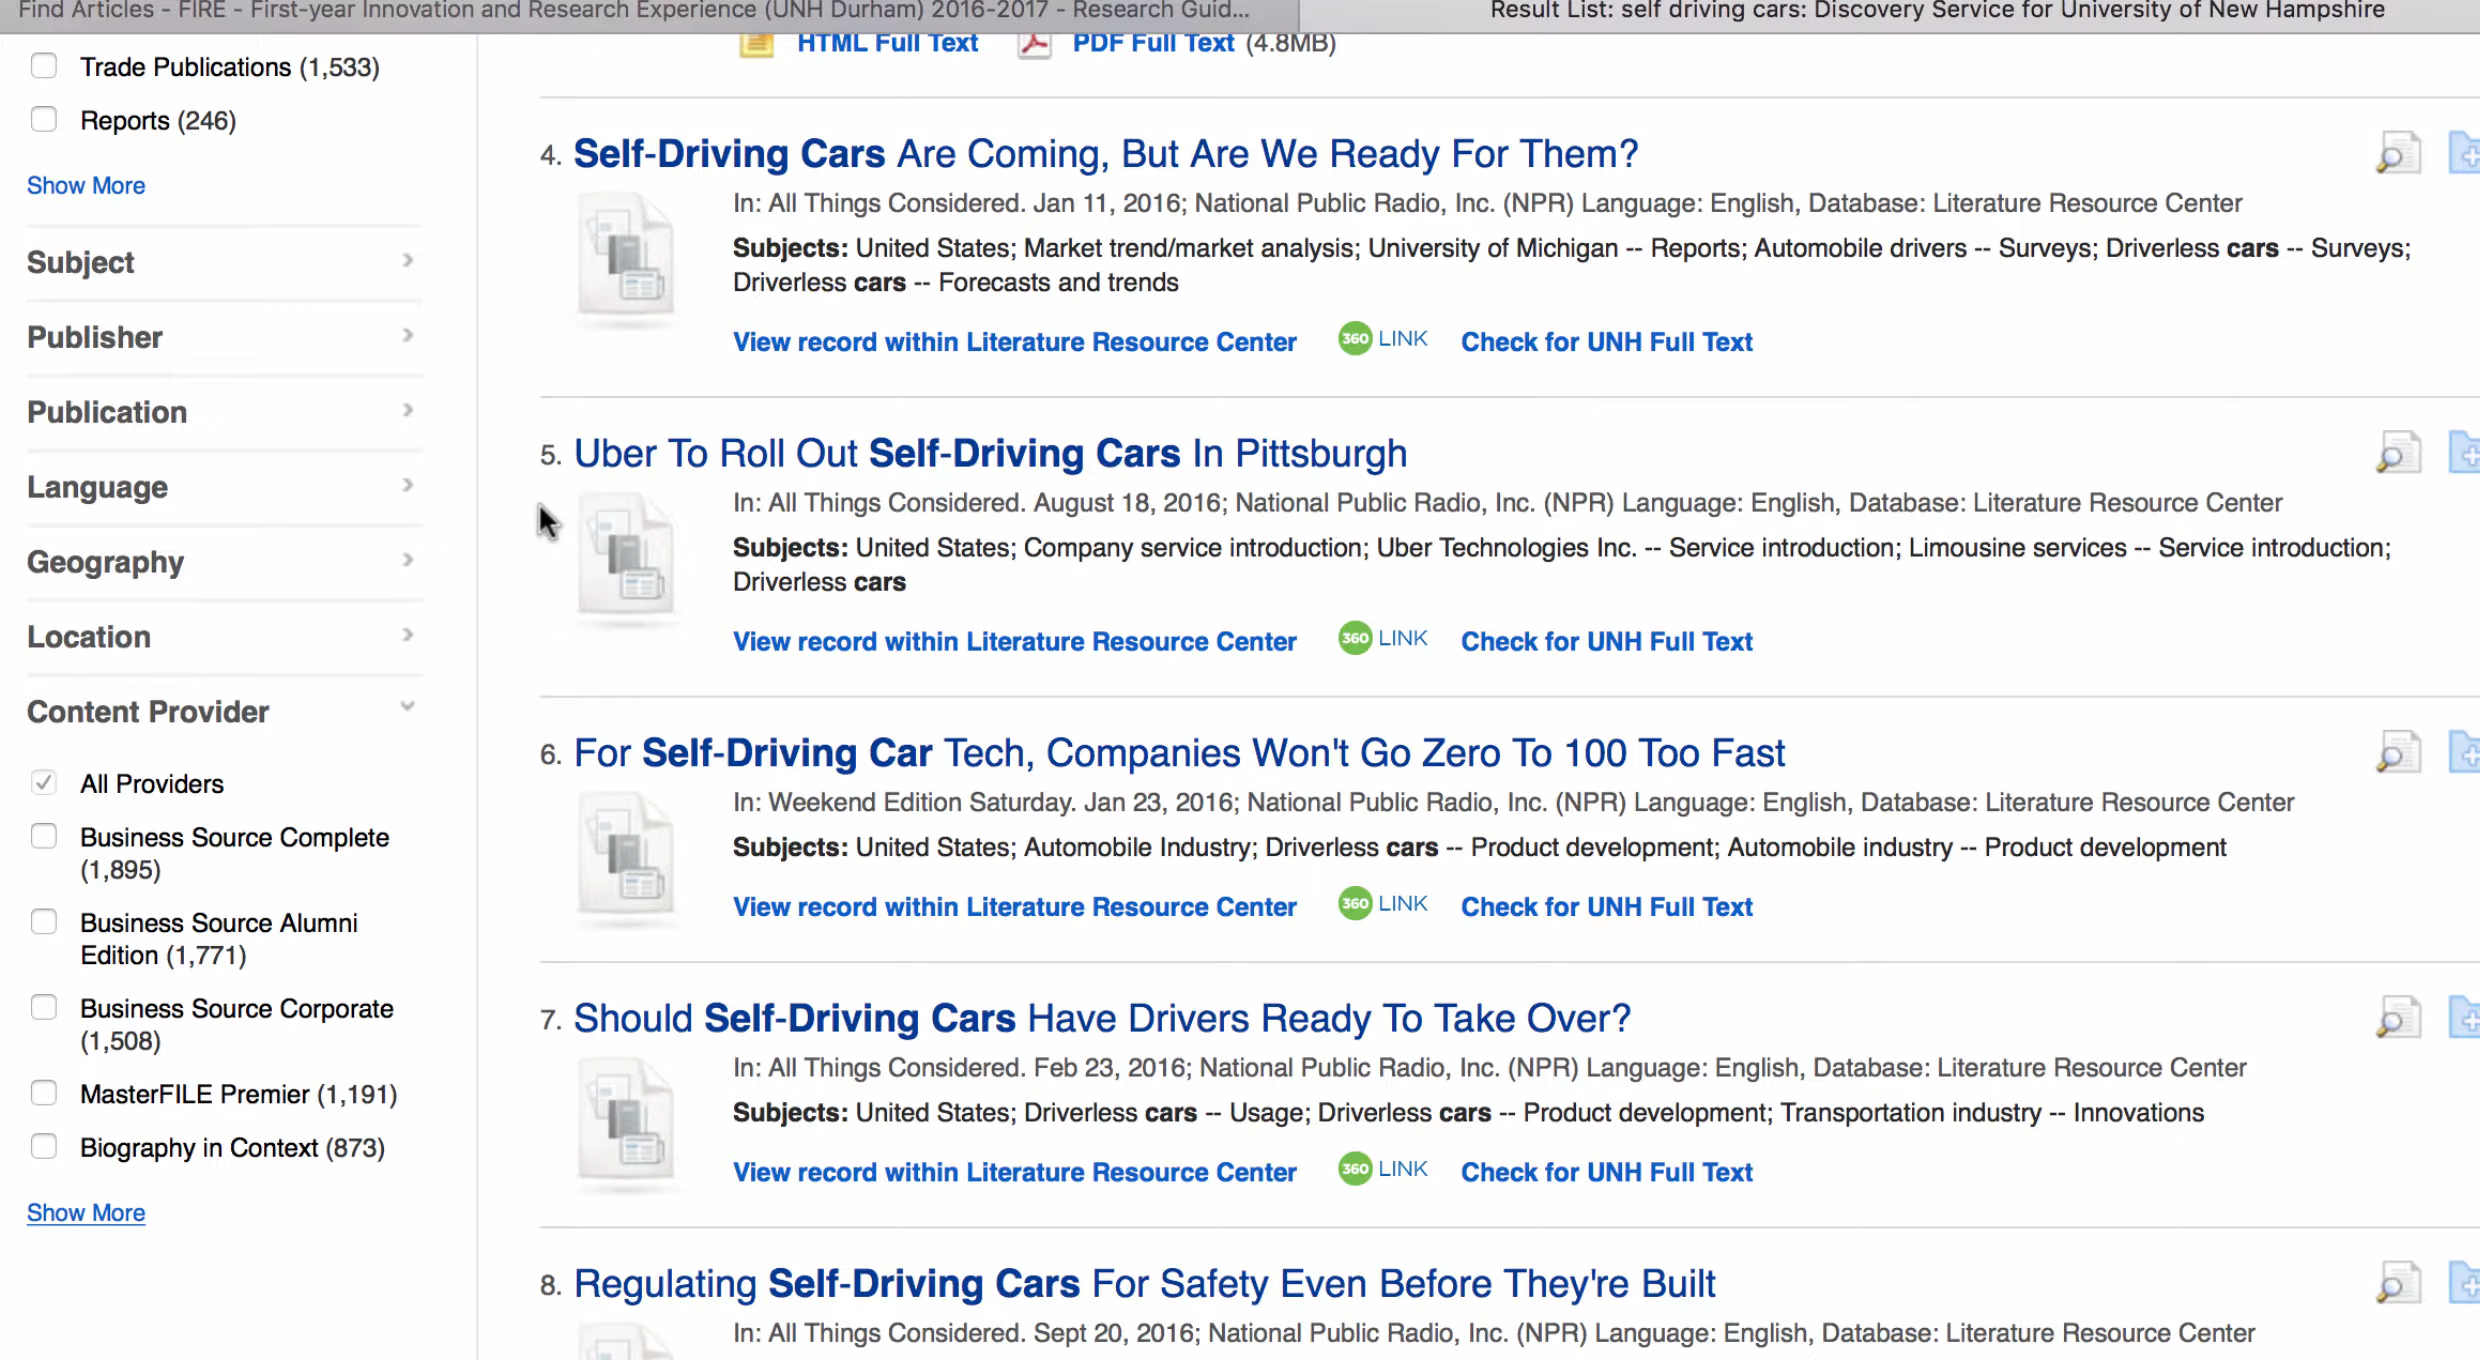 Find Articles - FIRE - First-year Innovation and Research Experience (UNH Durham) 2016-2017 - Research Guid...
Result List: self driving cars: Discovery Service for University of New Hampshire
Trade Publications (1,533)
Reports (246)
Show More
Subject
Publisher
Publication
Language
Geography
Location
Content Provider
All Providers
Business Source Complete
(1,895)
Business Source Alumni
Edition (1,771)
Business Source Corporate
(1,508)
MasterFILE Premier (1,191)
Biography in Context (873)
Show More
HTML Full Text PDF Full Text (4.8MB)
4. Self-Driving Cars Are Coming, But Are We Ready For Them?
In: All Things Considered. Jan 11, 2016; National Public Radio, Inc. (NPR) Language: English, Database: Literature Resource Center
Subjects: United States; Market trend/market analysis; University of Michigan -- Reports; Automobile drivers -- Surveys; Driverless cars -- Surveys;
Driverless cars -- Forecasts and trends
View record within Literature Resource Center 360 LINK Check for UNH Full Text
5. Uber To Roll Out Self-Driving Cars In Pittsburgh
In: All Things Considered. August 18, 2016; National Public Radio, Inc. (NPR) Language: English, Database: Literature Resource Center
Subjects: United States; Company service introduction; Uber Technologies Inc. -- Service introduction; Limousine services -- Service introduction;
Driverless cars
View record within Literature Resource Center 360 LINK Check for UNH Full Text
6. For Self-Driving Car Tech, Companies Won't Go Zero To 100 Too Fast
In: Weekend Edition Saturday. Jan 23, 2016; National Public Radio, Inc. (NPR) Language: English, Database: Literature Resource Center
Subjects: United States; Automobile Industry; Driverless cars -- Product development; Automobile industry -- Product development
View record within Literature Resource Center 360 LINK Check for UNH Full Text
7. Should Self-Driving Cars Have Drivers Ready To Take Over?
In: All Things Considered. Feb 23, 2016; National Public Radio, Inc. (NPR) Language: English, Database: Literature Resource Center
Subjects: United States; Driverless cars -- Usage; Driverless cars -- Product development; Transportation industry -- Innovations
View record within Literature Resource Center 360 LINK Check for UNH Full Text
8. Regulating Self-Driving Cars For Safety Even Before They're Built
In: All Things Considered. Sept 20, 2016; National Public Radio, Inc. (NPR) Language: English, Database: Literature Resource Center